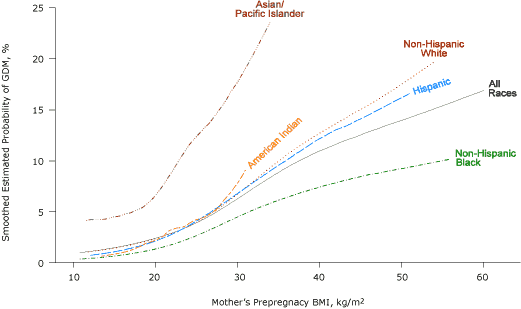 Asian/
Pacific Islander
Non-Hispanic
White
Hispanic
All
Races
American Indian
Non-Hispanic
Black
Smoothed Estimated Probability of GDM, %
25
20
15
10
5
0
10
20
30
40
50
60
Mother's Prepregnacy BMI, kg/m2